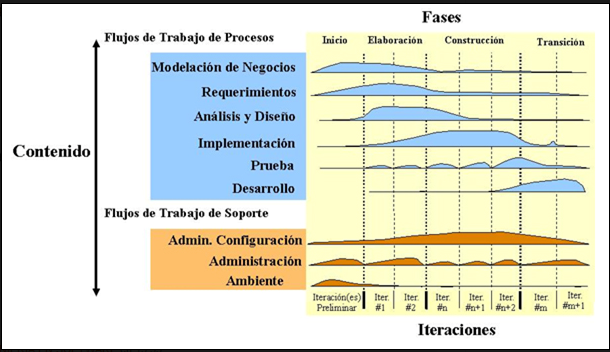 Fases
Flujos de Trabajo de Procesos
Inicio Elaboración Construcción Transición
Modelación de Negocios
Requerimientos
Análisis y Diseño
Implementación
Prueba
Desarrollo
Contenido
Flujos de Trabajo de Soporte
Admin. Configuración
Administración
Ambiente
Iteración(es) Preliminar
Iter. #1
Iter. #2
Iter. #n
Iter. #n+1
Iter. #n+2
Iter. #m
Iter. #m+1
Iteraciones